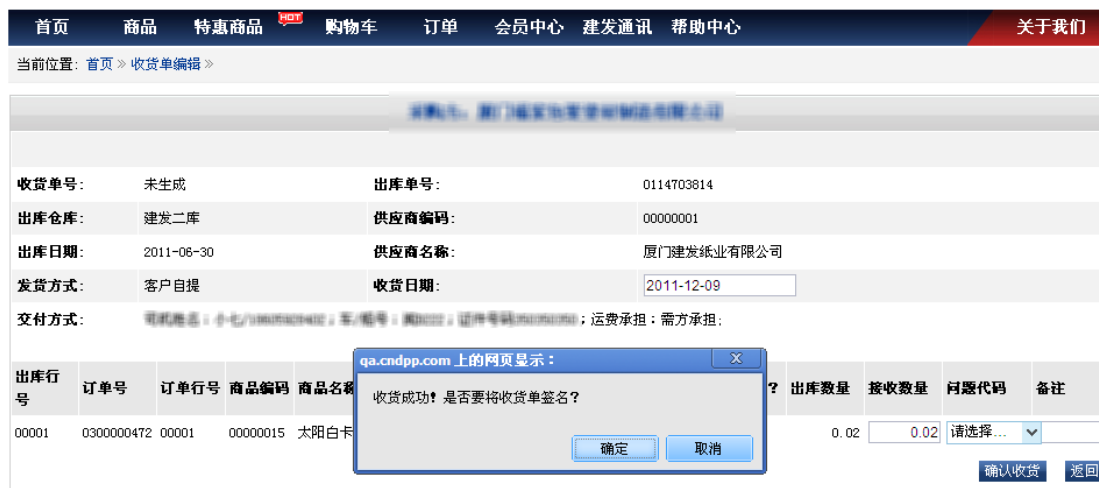 首页 商品 特惠商品 HOT 购物车 订单 会员中心 建发通讯 帮助中心 关于我们
当前位置: 首页 » 收货单编辑 »
收货单号: 未生成 出库单号: 0114703814
出库仓库: 建发二库 供应商编码: 00000001
出库日期: 2011-06-30 供应商名称: 厦门建发纸业有限公司
发货方式: 客户自提 收货日期: 2011-12-09
交付方式: ；运费承担：需方承担;
qa.cndpp.com 上的网页显示： X
收货成功! 是否要将收货单签名?
确定 取消
出库行号 订单号 订单行号 商品编码 商品名称 ? 出库数量 接收数量 问题代码 备注
00001 0300000472 00001 00000015 太阳白卡 0.02 0.02 请选择...
确认收货 返回